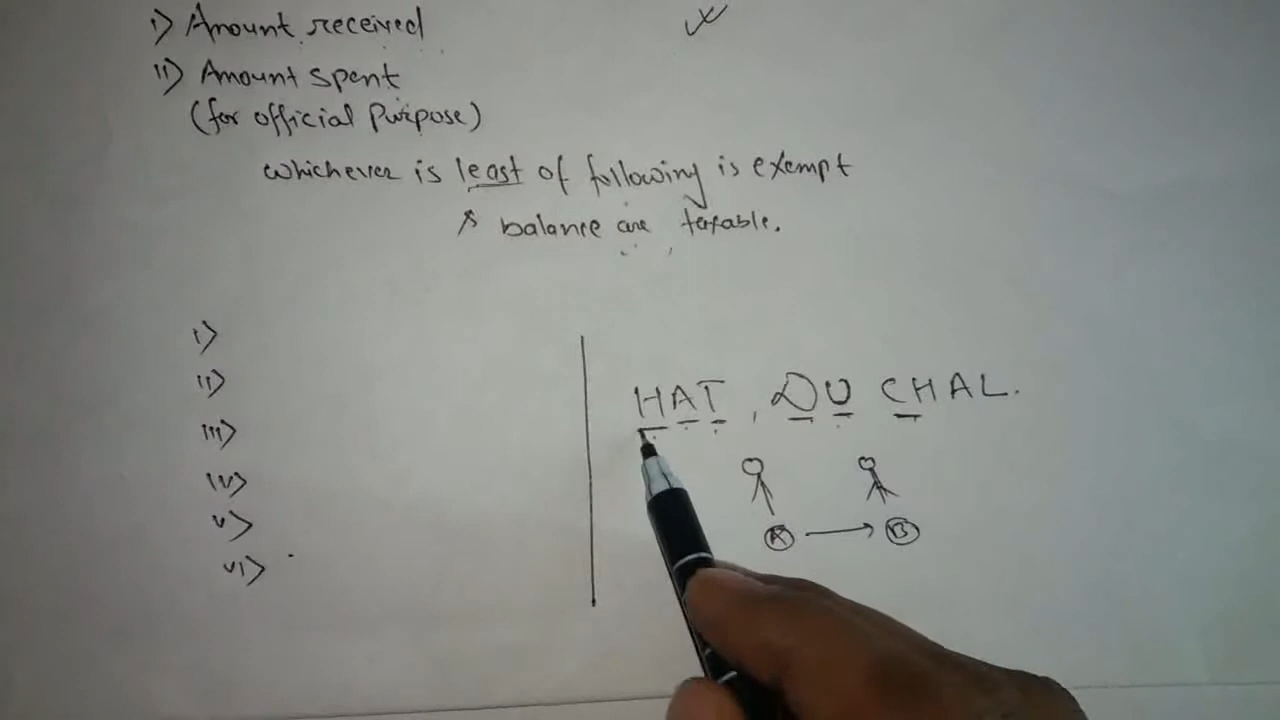 i) Amount received
ii) Amount spent
(for official Purpose)
whichever is least of following is exempt
& balance are taxable.
i)
ii)
iii)
iv)
v)
vi)
HAT, DU CHAL.
A → B